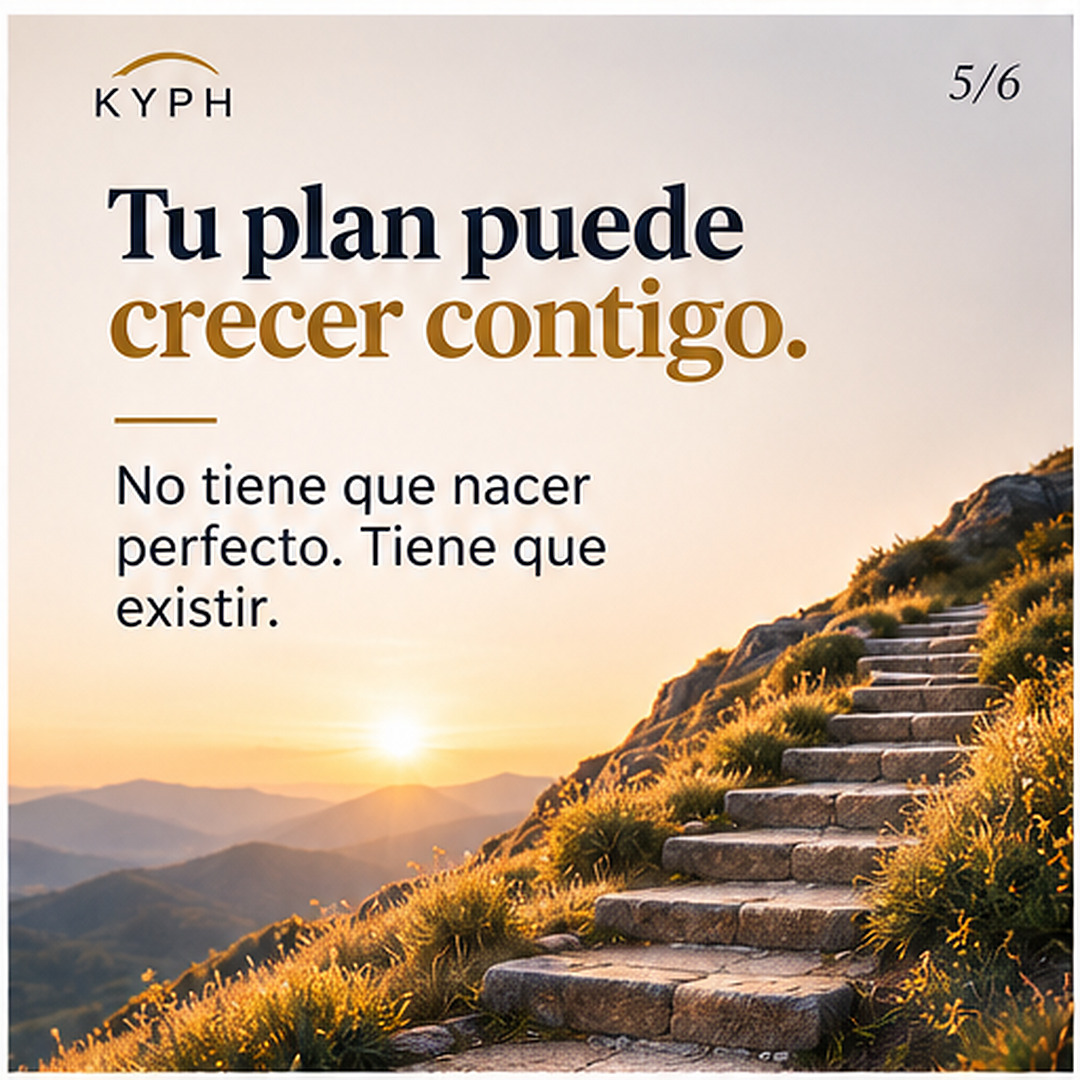 KYPH
5/6
Tu plan puede
crecer contigo.
No tiene que nacer
perfecto. Tiene que
existir.